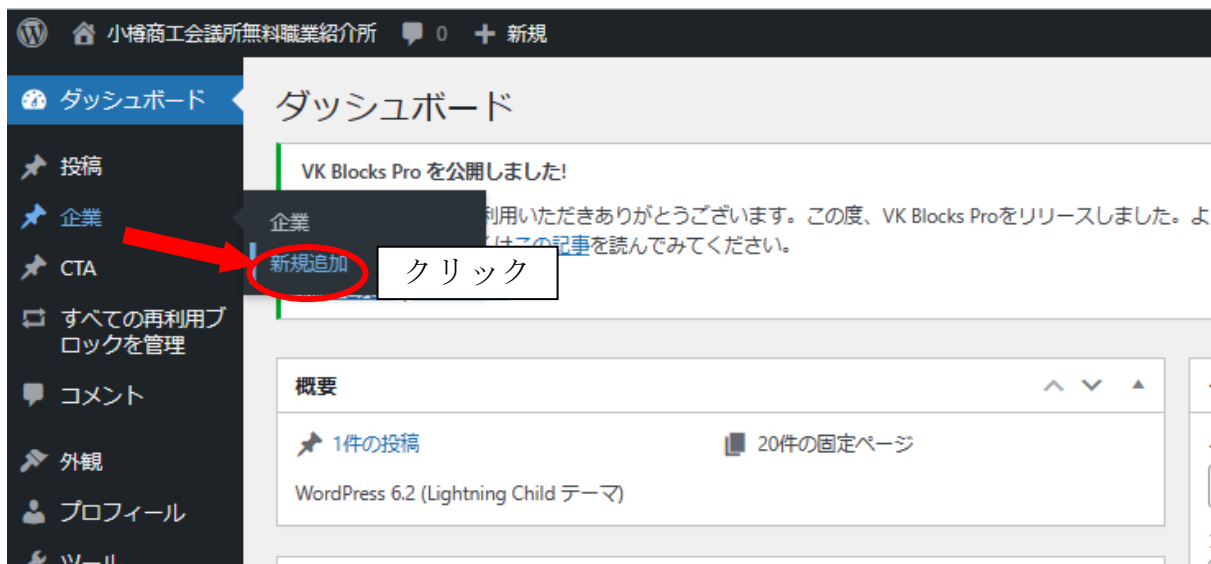 小樽商工会議所無料職業紹介所 0 + 新規
ダッシュボード
投稿
企業
CTA
すべての再利用ブ
ロックを管理
コメント
外観
プロフィール
ツール
企業
新規追加
クリック
ダッシュボード
VK Blocks Pro を公開しました!
利用いただきありがとうございます。この度、VK Blocks Proをリリースしました。よ
はこの記事を読んでみてください。
概要
1件の投稿
20件の固定ページ
WordPress 6.2 (Lightning Child テーマ)